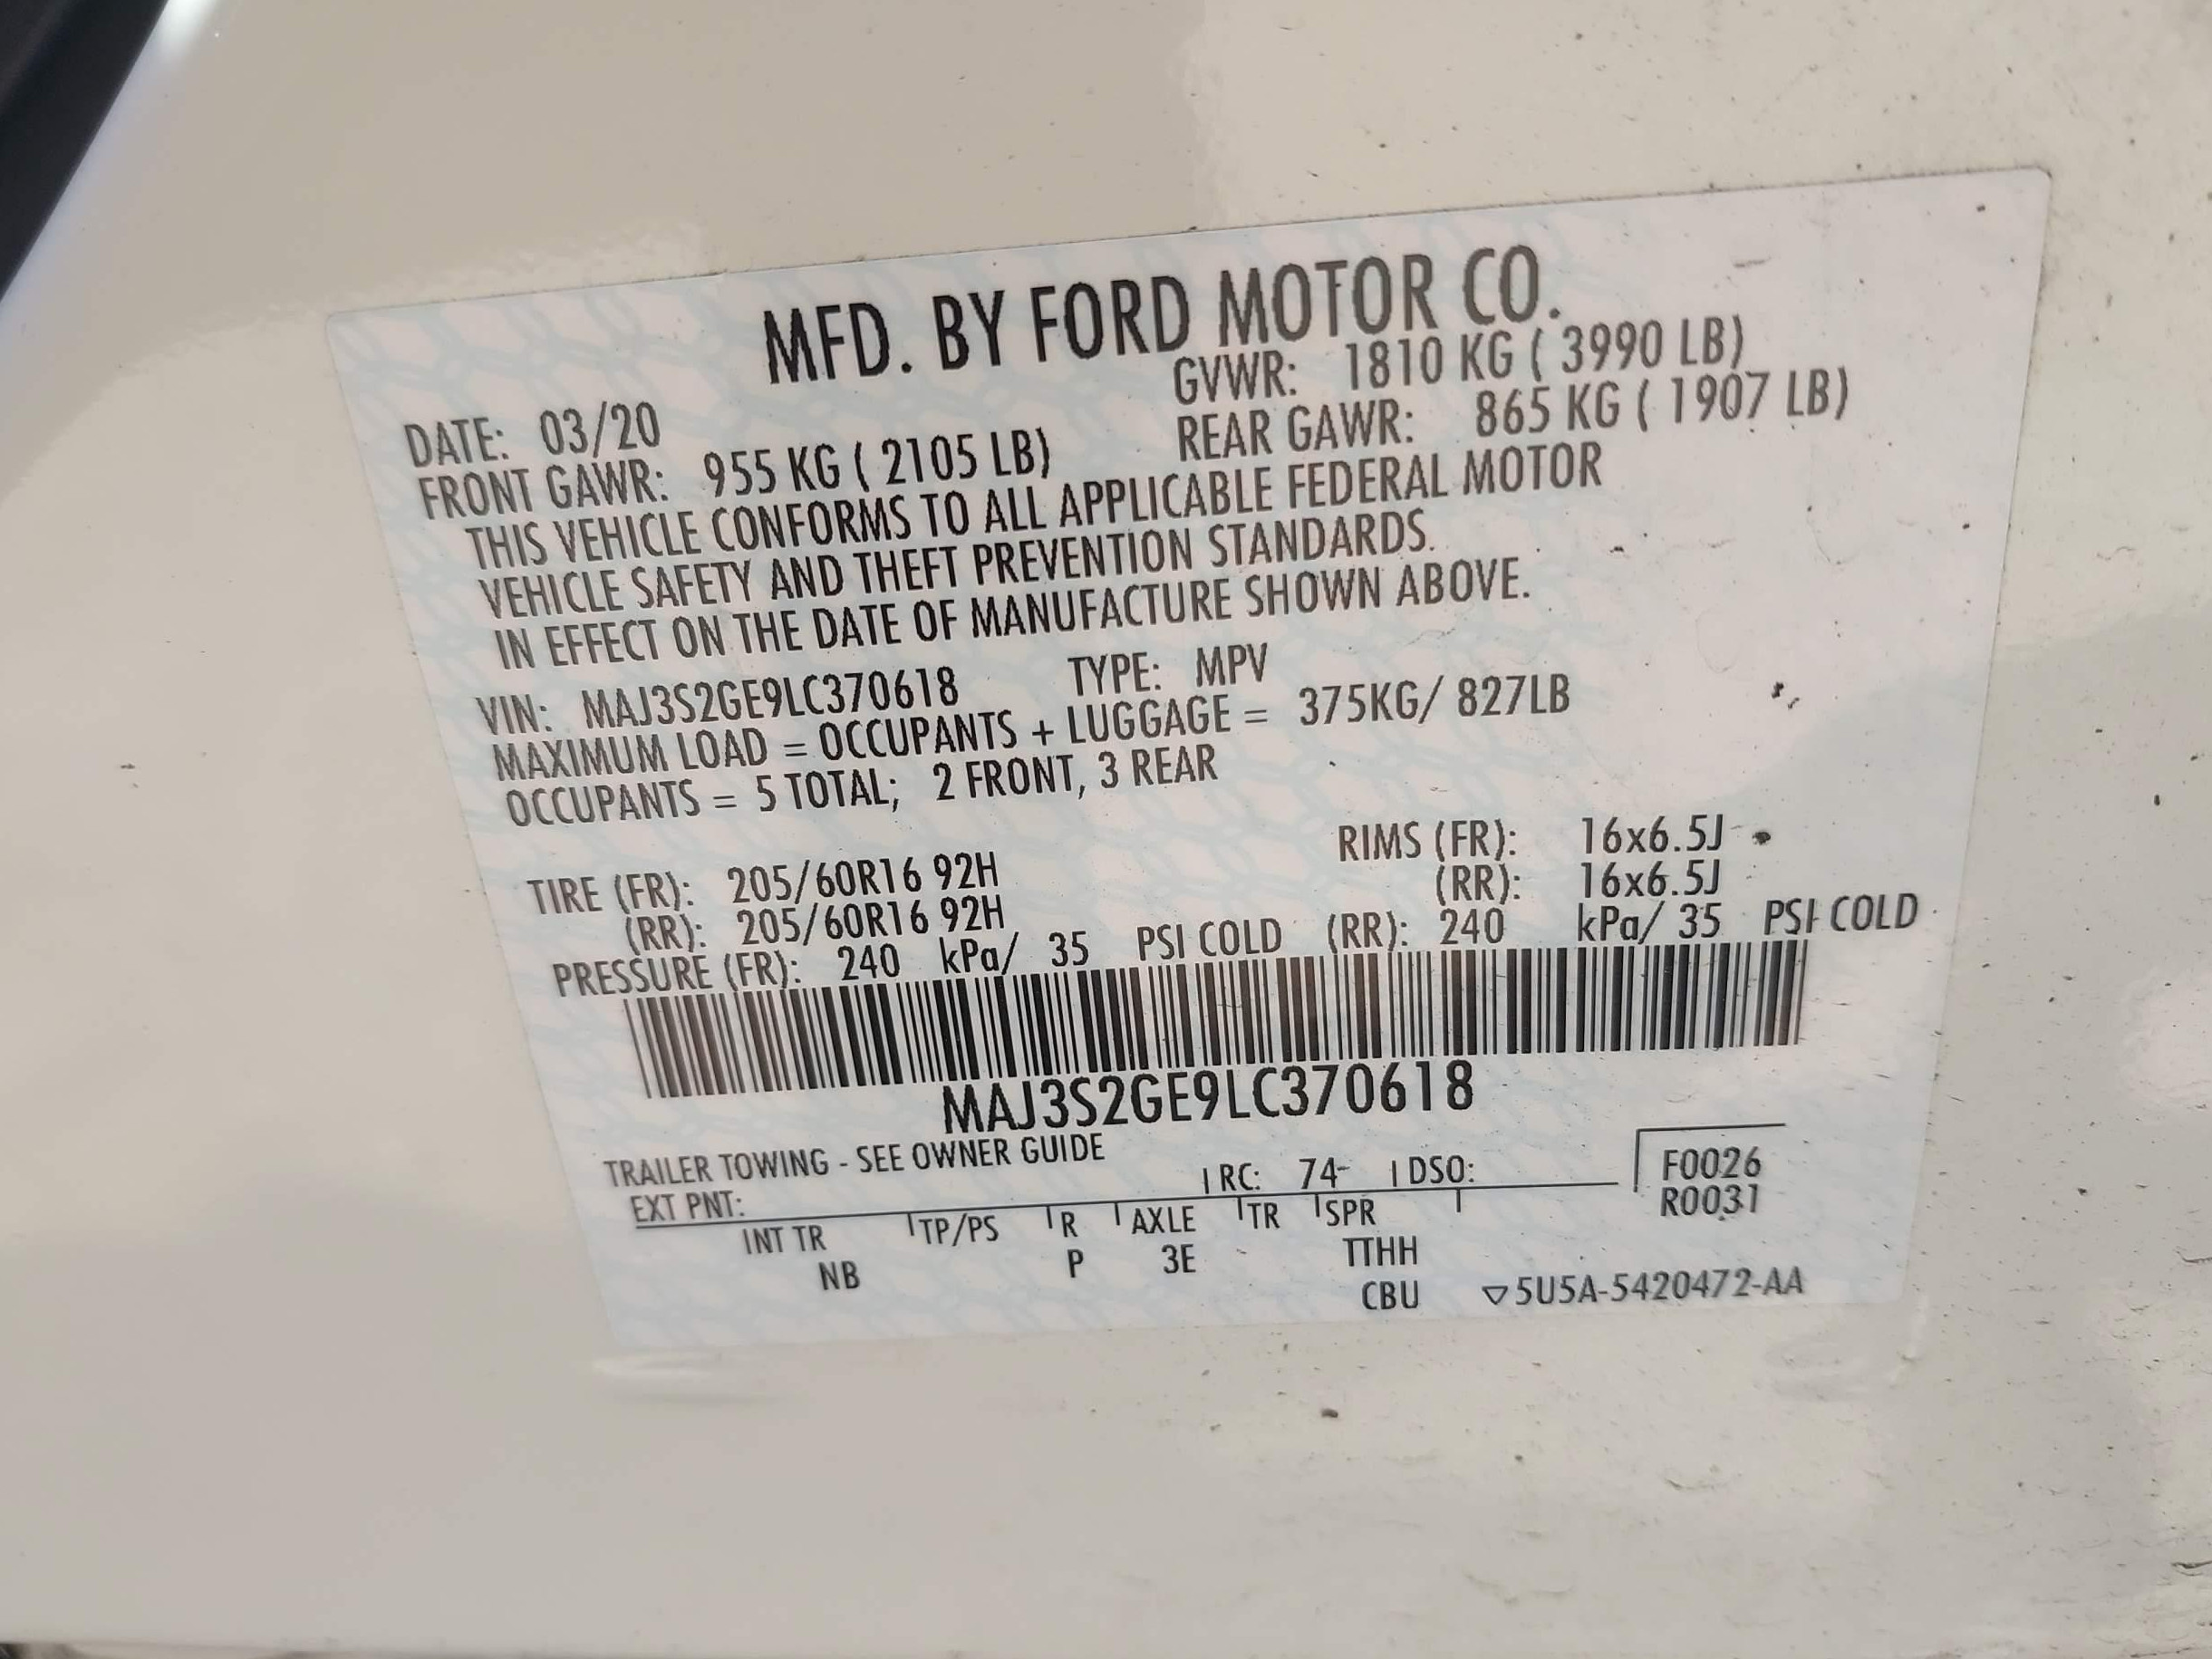 MFD. BY FORD MOTOR CO.
DATE: 03/20 GVWR: 1810 KG ( 3990 LB)
FRONT GAWR: 955 KG ( 2105 LB) REAR GAWR: 865 KG ( 1907 LB)
THIS VEHICLE CONFORMS TO ALL APPLICABLE FEDERAL MOTOR
VEHICLE SAFETY AND THEFT PREVENTION STANDARDS.
IN EFFECT ON THE DATE OF MANUFACTURE SHOWN ABOVE.
VIN: MAJ3S2GE9LC370618 TYPE: MPV
MAXIMUM LOAD = OCCUPANTS + LUGGAGE = 375KG/ 827LB
OCCUPANTS = 5 TOTAL; 2 FRONT, 3 REAR
TIRE (FR): 205/60R16 92H RIMS (FR): 16x6.5J
(RR): 205/60R16 92H (RR): 16x6.5J
PRESSURE (FR): 240 kPa/ 35 PSI COLD (RR): 240 kPa/ 35 PSI COLD
MAJ3S2GE9LC370618
TRAILER TOWING - SEE OWNER GUIDE
EXT PNT: RC: 74 DSO: F0026
R0031
INT TR TP/PS R AXLE TR SPR
NB P 3E TTHH
CBU ▽5U5A-5420472-AA